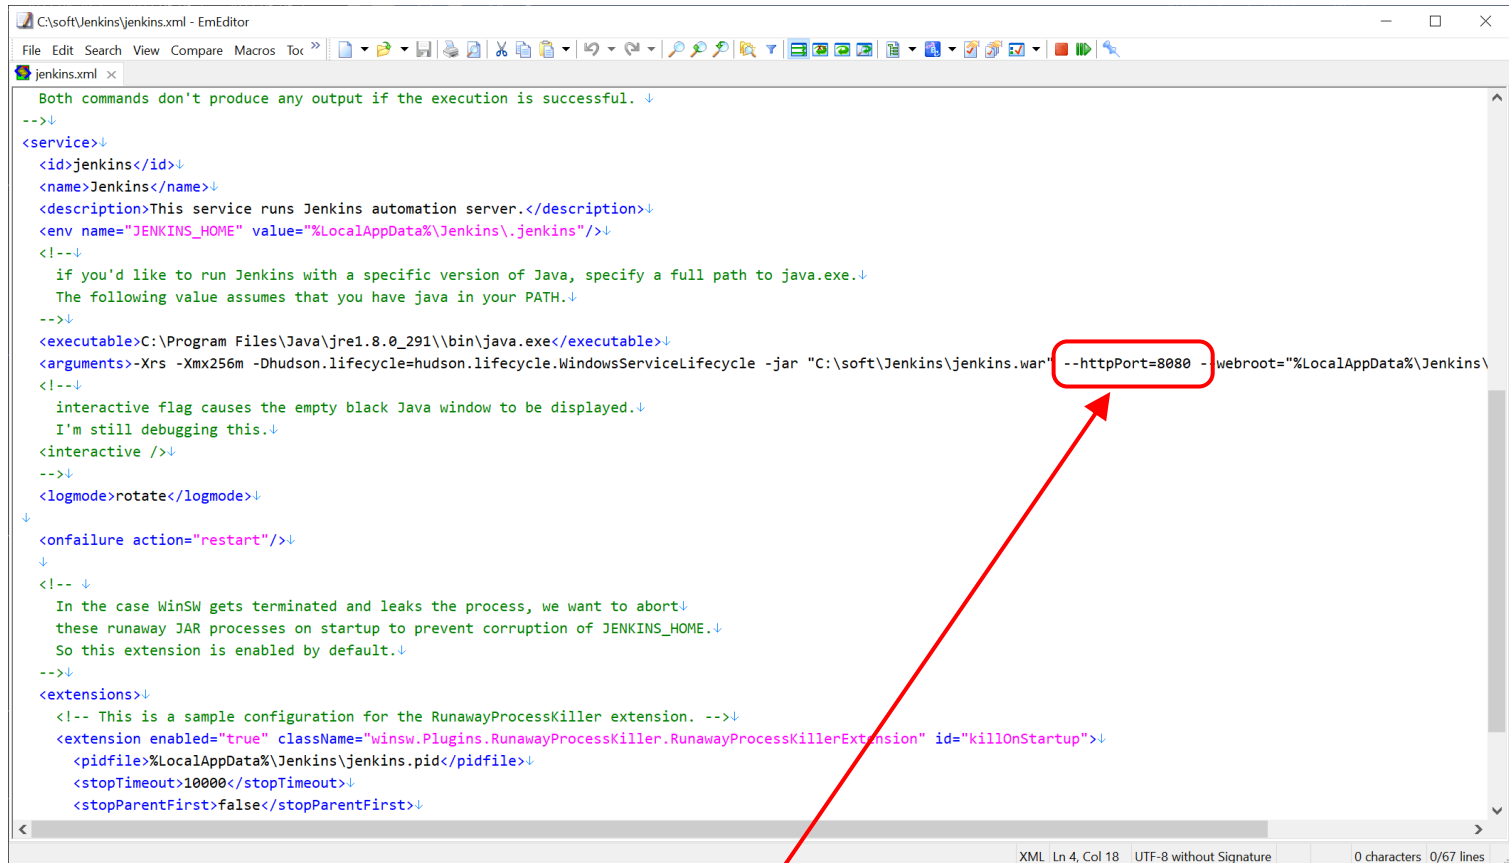 C:\soft\Jenkins\jenkins.xml - EmEditor
File Edit Search View Compare Macros Toc »
jenkins.xml ×
Both commands don't produce any output if the execution is successful. ↓
-->↓
<service>↓
<id>jenkins</id>↓
<name>Jenkins</name>↓
<description>This service runs Jenkins automation server.</description>↓
<env name="JENKINS_HOME" value="%LocalAppData%\Jenkins\.jenkins"/>↓
<!--↓
if you'd like to run Jenkins with a specific version of Java, specify a full path to java.exe.↓
The following value assumes that you have java in your PATH.↓
-->↓
<executable>C:\Program Files\Java\jre1.8.0_291\\bin\java.exe</executable>↓
<arguments>-Xrs -Xmx256m -Dhudson.lifecycle=hudson.lifecycle.WindowsServiceLifecycle -jar "C:\soft\Jenkins\jenkins.war" --httpPort=8080 --webroot="%LocalAppData%\Jenkins\
<!--↓
interactive flag causes the empty black Java window to be displayed.↓
I'm still debugging this.↓
<interactive />↓
-->↓
<logmode>rotate</logmode>↓
↓
<onfailure action="restart"/>↓
↓
<!-- ↓
In the case WinSW gets terminated and leaks the process, we want to abort↓
these runaway JAR processes on startup to prevent corruption of JENKINS_HOME.↓
So this extension is enabled by default.↓
-->↓
<extensions>↓
<!-- This is a sample configuration for the RunawayProcessKiller extension. -->↓
<extension enabled="true" className="winsw.Plugins.RunawayProcessKiller.RunawayProcessKillerExtension" id="killOnStartup">↓
<pidfile>%LocalAppData%\Jenkins\jenkins.pid</pidfile>↓
<stopTimeout>10000</stopTimeout>↓
<stopParentFirst>false</stopParentFirst>↓
XML Ln 4, Col 18 UTF-8 without Signature 0 characters 0/67 lines